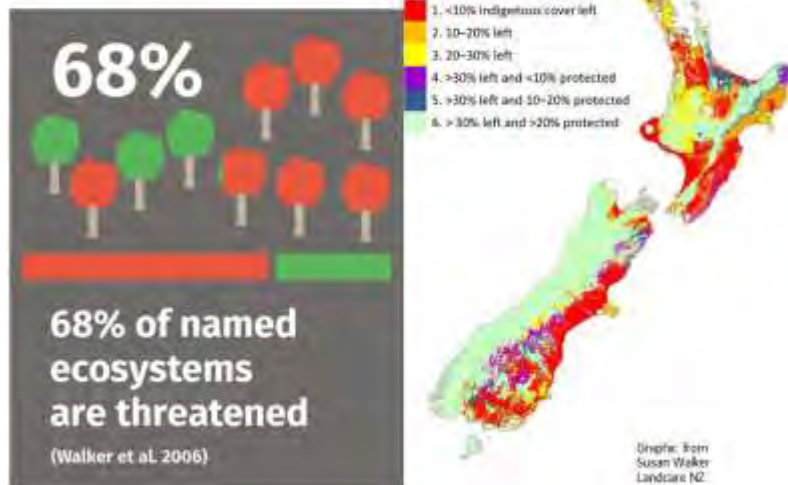 68%
68% of named
ecosystems
are threatened
(Walker et al. 2006)
1. <10% indigenous cover left
2. 10–20% left
3. 20–30% left
4. >30% left and <10% protected
5. >30% left and 10–20% protected
6. >30% left and >20% protected
Graphic from
Susan Walker
Landcare NZ